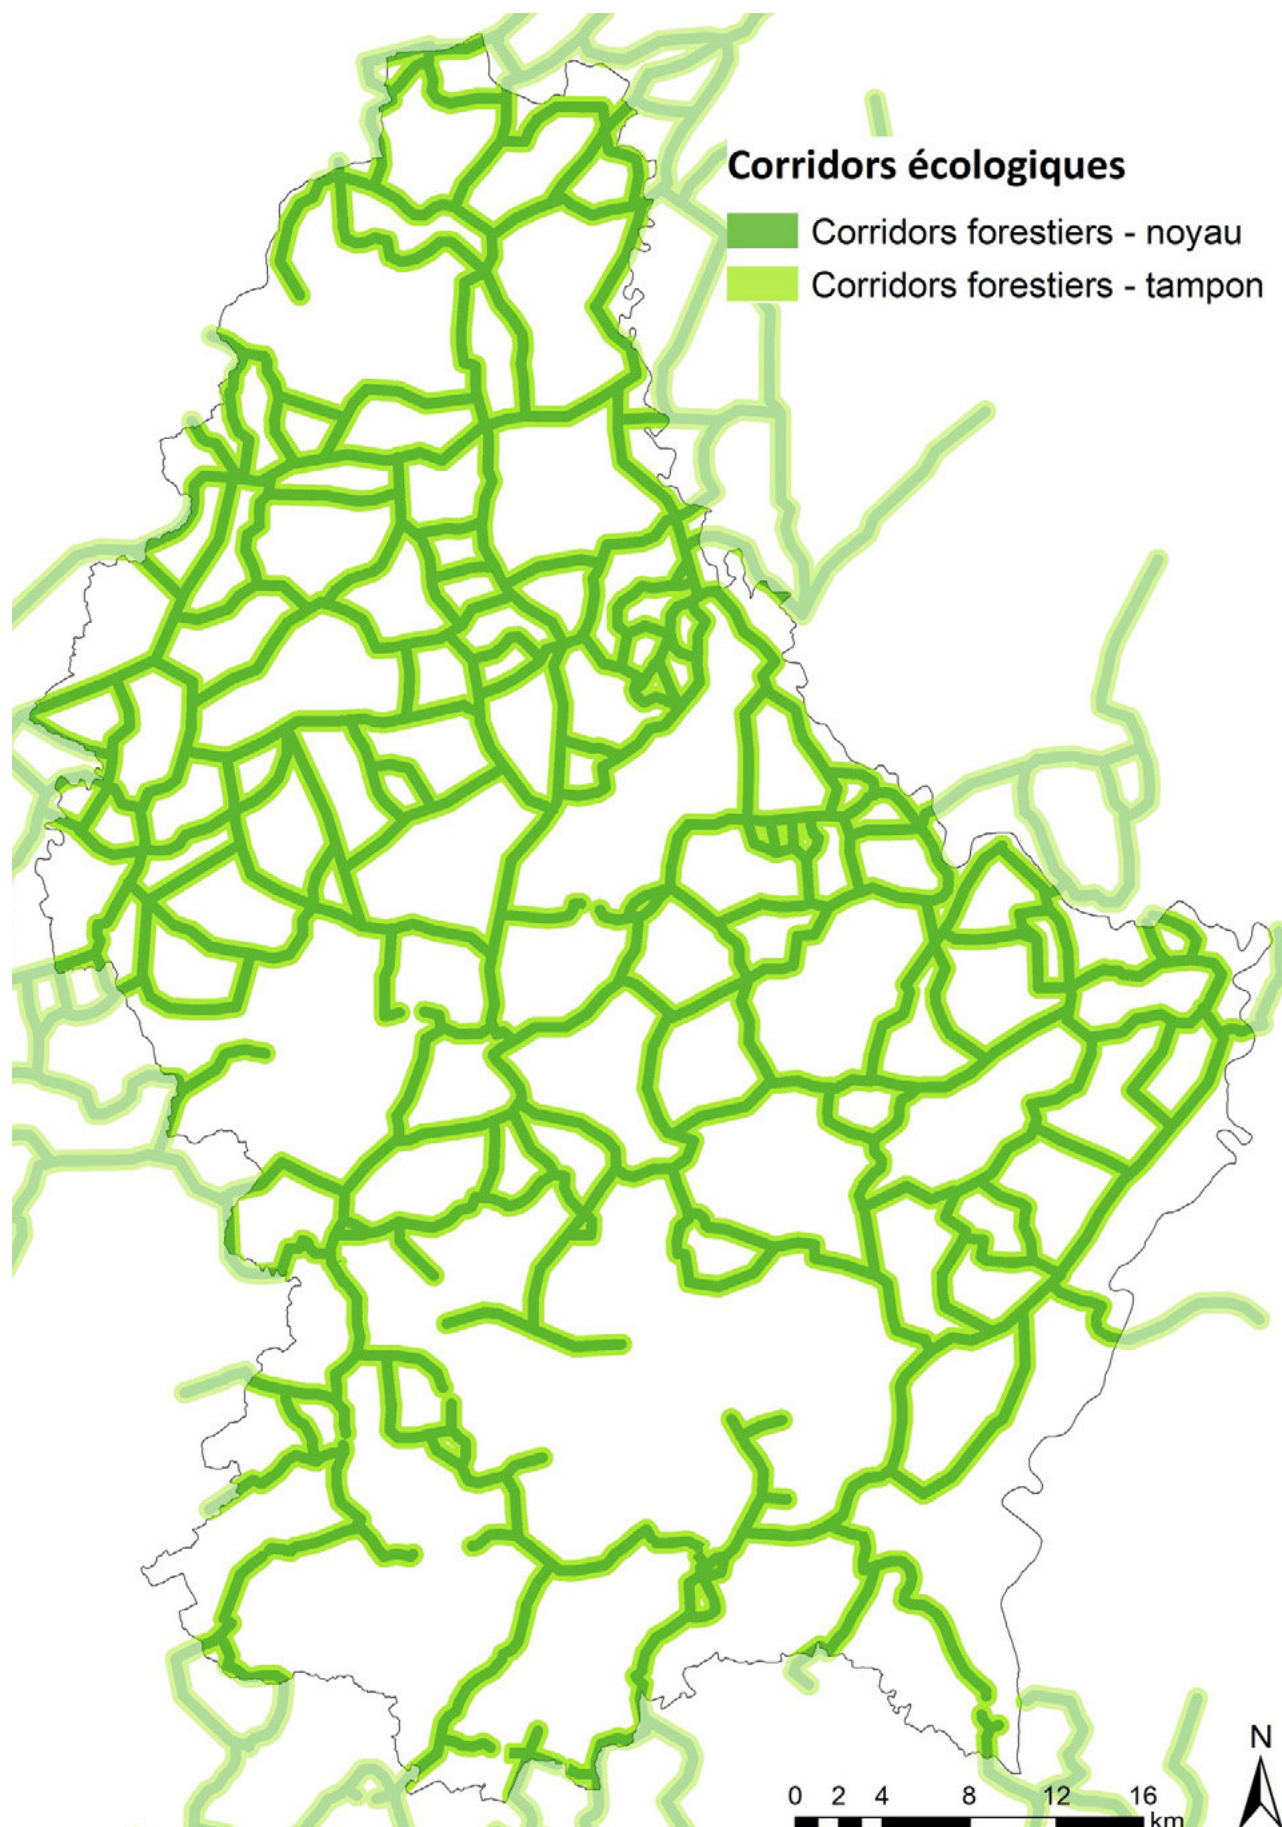 Corridors écologiques
Corridors forestiers - noyau
Corridors forestiers - tampon
N
0 2 4 8 12 16
km